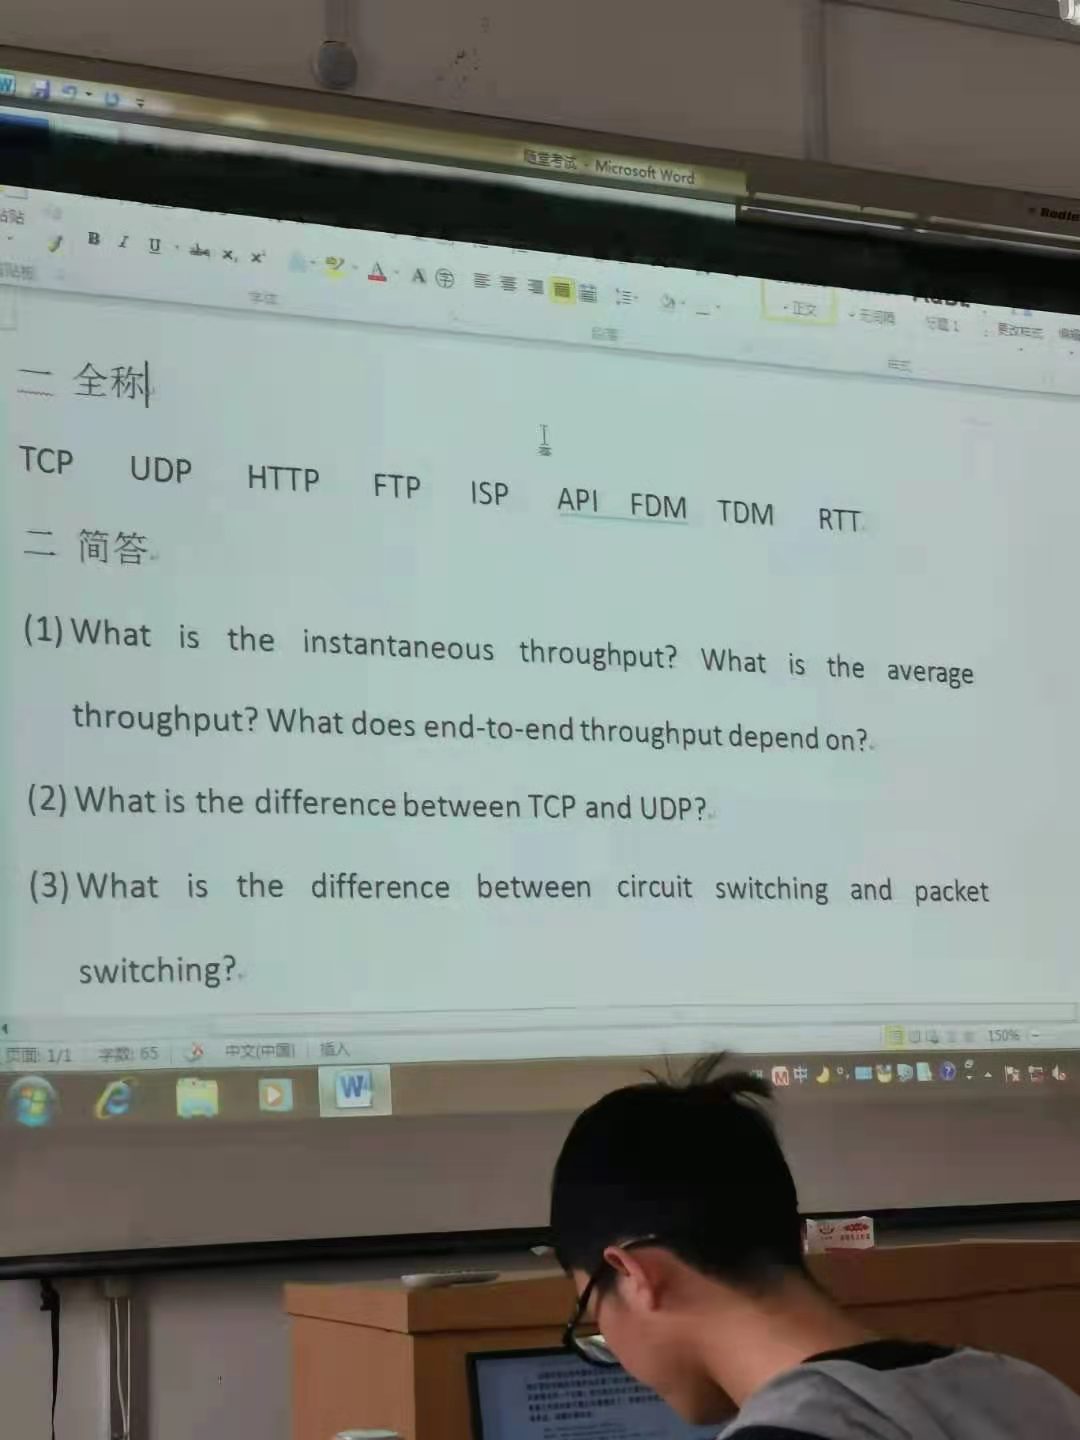 随堂考试 - Microsoft Word
B I U abc x₂ x²
字体
段落
正文
无间隔
标题 1
更改样式
样式
二 全称
TCP UDP HTTP FTP ISP API FDM TDM RTT
二 简答
(1) What is the instantaneous throughput? What is the average
throughput? What does end-to-end throughput depend on?
(2) What is the difference between TCP and UDP?
(3) What is the difference between circuit switching and packet
switching?
页面: 1/1 字数: 65 中文(中国) 插入 150%
中